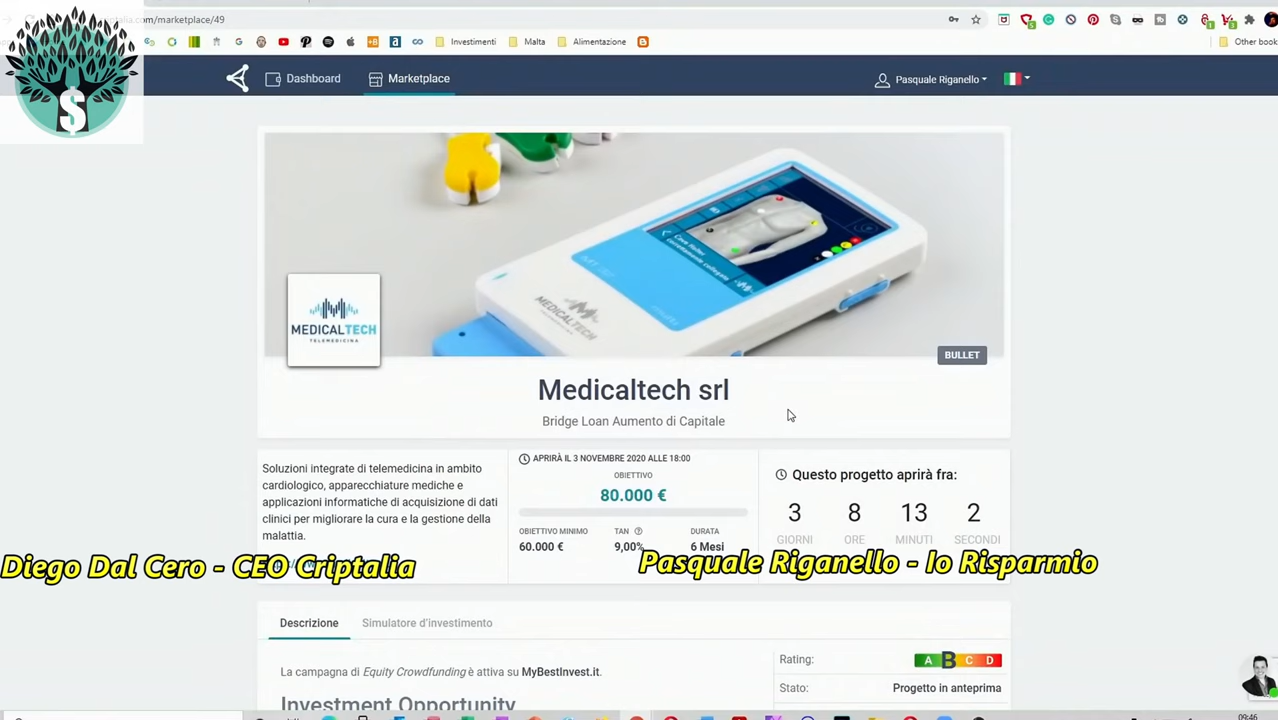 talia.com/marketplace/49
Investimenti
Malta
Alimentazione
Other book
$
Dashboard
Marketplace
Pasquale Riganello
MEDICALTECH
MEDICALTECH
TELEMEDICINA
BULLET
Medicaltech srl
Bridge Loan Aumento di Capitale
Soluzioni integrate di telemedicina in ambito
cardiologico, apparecchiature mediche e
applicazioni informatiche di acquisizione di dati
clinici per migliorare la cura e la gestione della
malattia.
APRIRÀ IL 3 NOVEMBRE 2020 ALLE 18:00
OBIETTIVO
80.000 €
OBIETTIVO MINIMO
60.000 €
TAN
9,00%
DURATA
6 Mesi
Questo progetto aprirà fra:
3 8 13 2
GIORNI ORE MINUTI SECONDI
Diego Dal Cero - CEO Criptalia
Pasquale Riganello - Io Risparmio
Descrizione
Simulatore d'investimento
La campagna di Equity Crowdfunding è attiva su MyBestInvest.it.
Investment Opportunity
Rating:
A B C D
Stato:
Progetto in anteprima
09:46